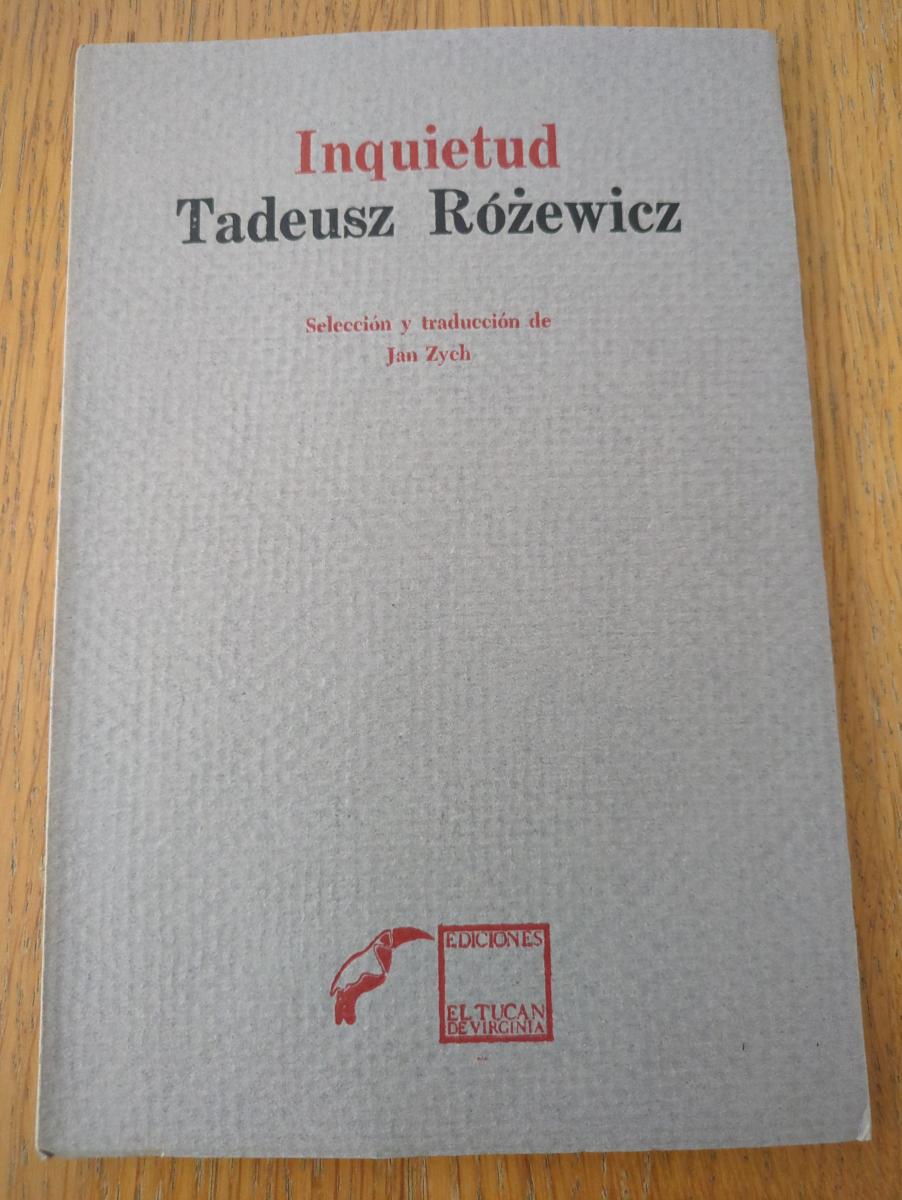 Inquietud
Tadeusz Różewicz
Selección y traducción de
Jan Zych
EDICIONES
EL TUCAN
DE VIRGINIA